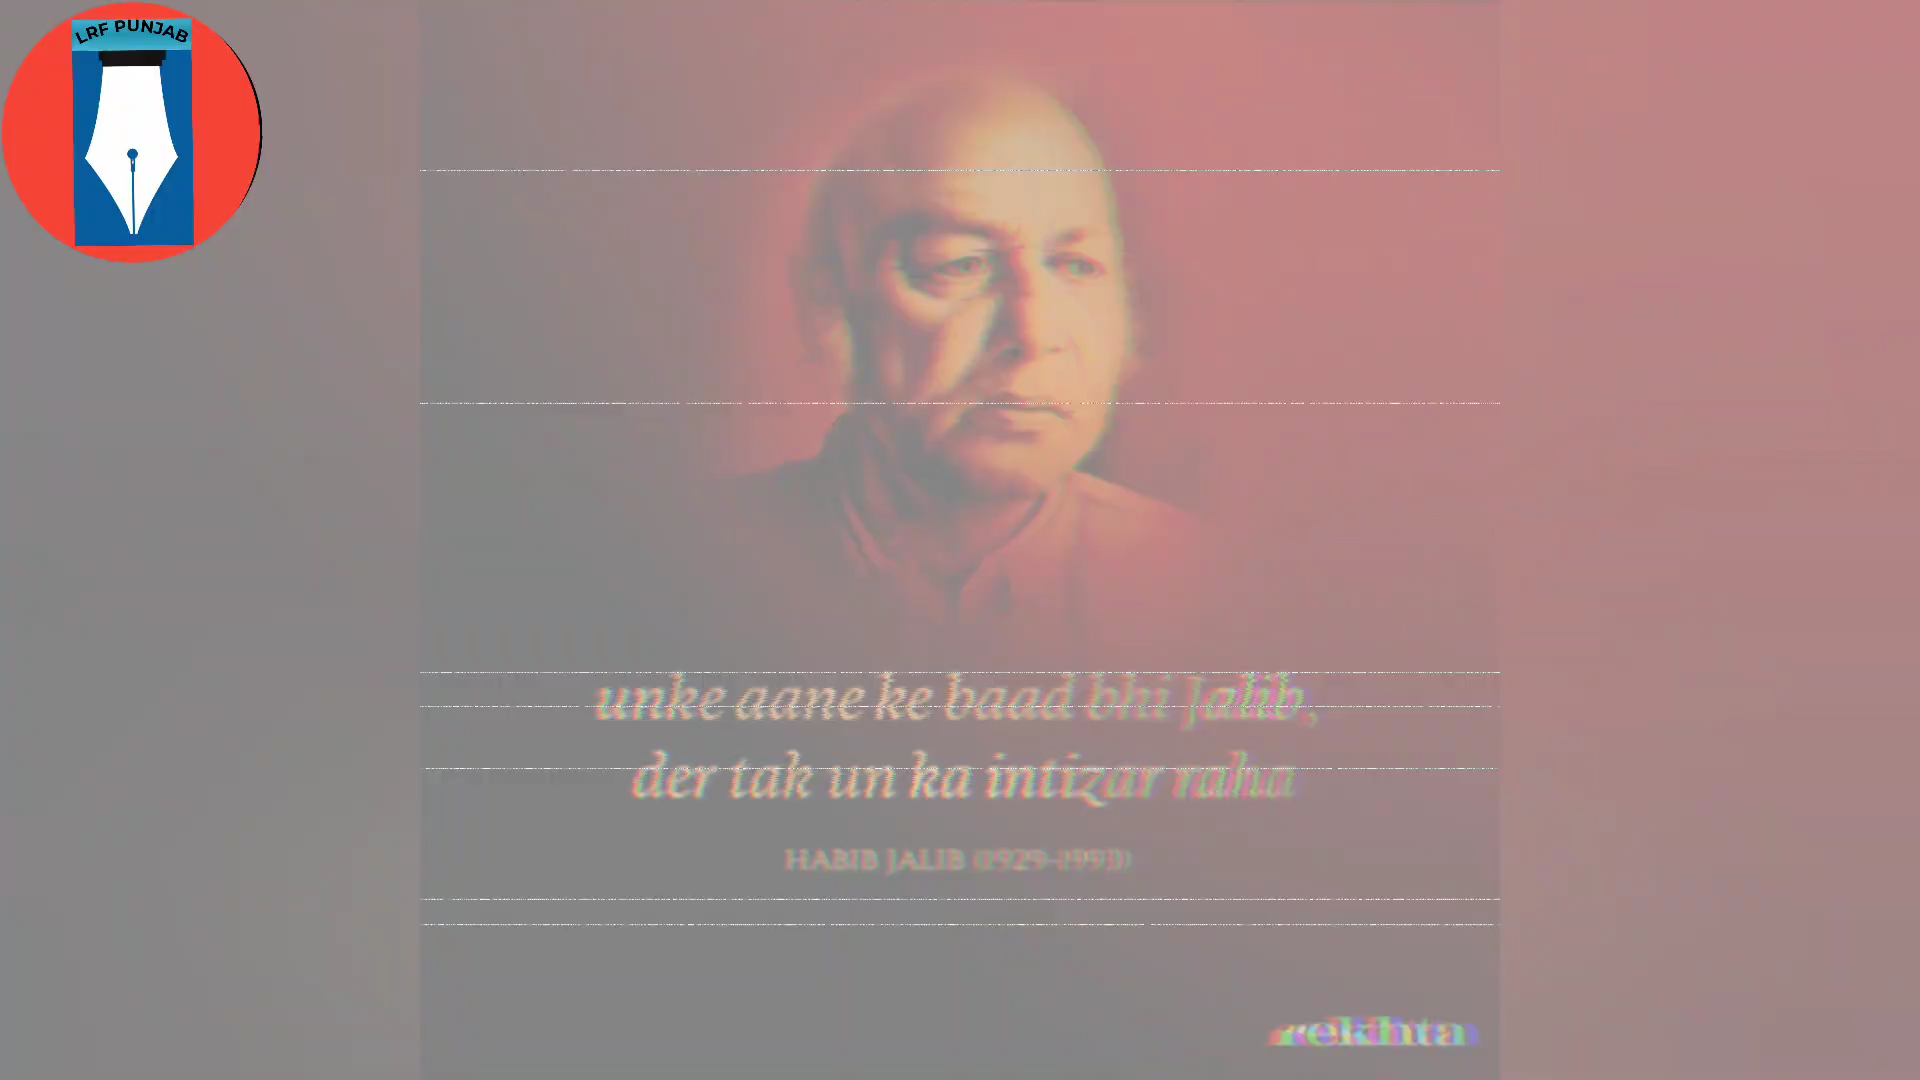 LRF PUNJAB
unke aane ke baad bhi Jalib,
der tak un ka intizar raha
HABIB JALIB (1929-1993)
rekhta